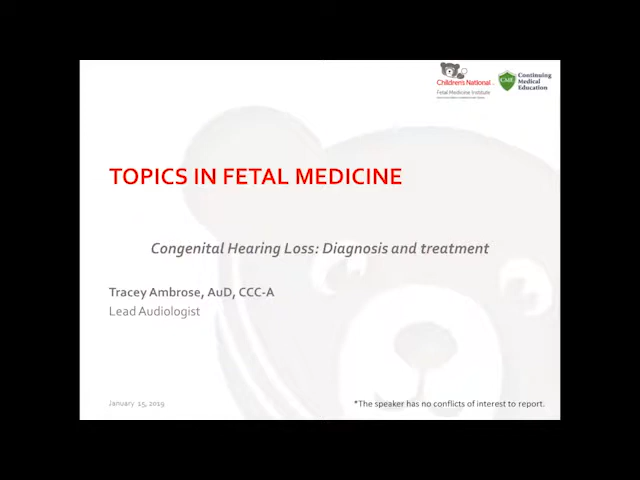 Children's National
Fetal Medicine Institute
CME
Continuing
Medical
Education
TOPICS IN FETAL MEDICINE
Congenital Hearing Loss: Diagnosis and treatment
Tracey Ambrose, AuD, CCC-A
Lead Audiologist
January 15, 2019
*The speaker has no conflicts of interest to report.